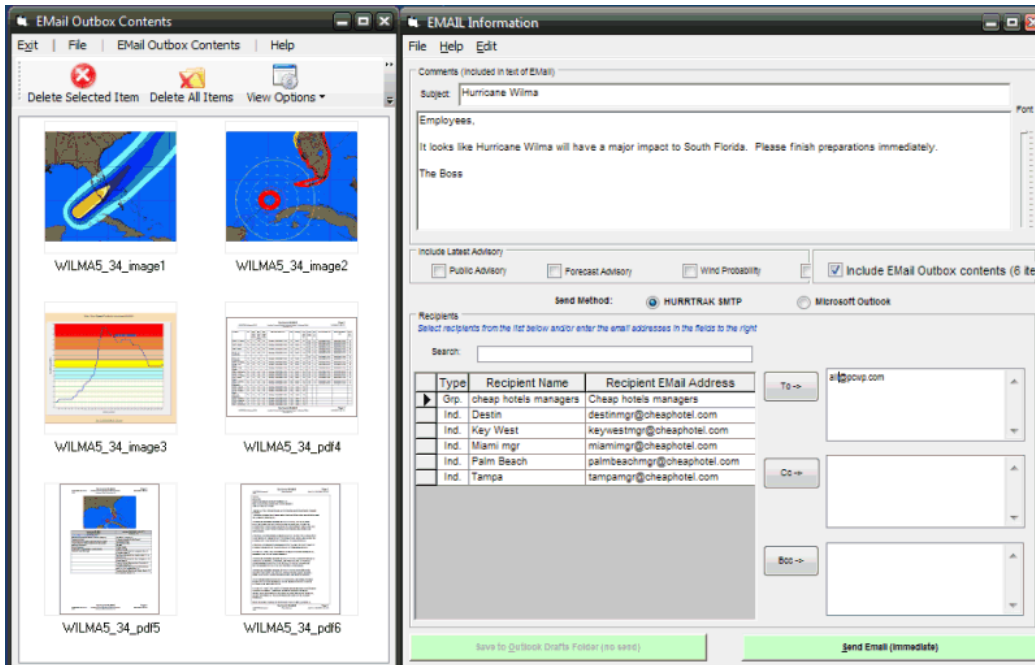 EMail Outbox Contents
Exit | File | EMail Outbox Contents | Help
Delete Selected Item Delete All Items View Options
WILMA5_34_image1 WILMA5_34_image2
WILMA5_34_image3 WILMA5_34_pdf4
WILMA5_34_pdf5 WILMA5_34_pdf6
EMAIL Information
File Help Edit
Comments (included in text of EMail)
Subject: Hurricane Wilma
Font
Employees,
It looks like Hurricane Wilma will have a major impact to South Florida. Please finish preparations immediately.
The Boss
Include Latest Advisory
Public Advisory Forecast Advisory Wind Probability Include EMail Outbox contents (6 ite
Send Method: HURRTRAK SMTP Microsoft Outlook
Recipients
Select recipients from the list below and/or enter the email addresses in the fields to the right
Search:
Type Recipient Name Recipient EMail Address
Grp. cheap hotels managers Cheap hotels managers
Ind. Destin destinmgr@cheaphotel.com
Ind. Key West keywestmgr@cheaphotel.com
Ind. Miami mgr miamimgr@cheaphotel.com
Ind. Palm Beach palmbeachmgr@cheaphotel.com
Ind. Tampa tampamgr@cheaphotel.com
To -> all@pcwp.com
Cc ->
Bcc ->
Save to Outlook Drafts Folder (no send) Send Email (immediate)